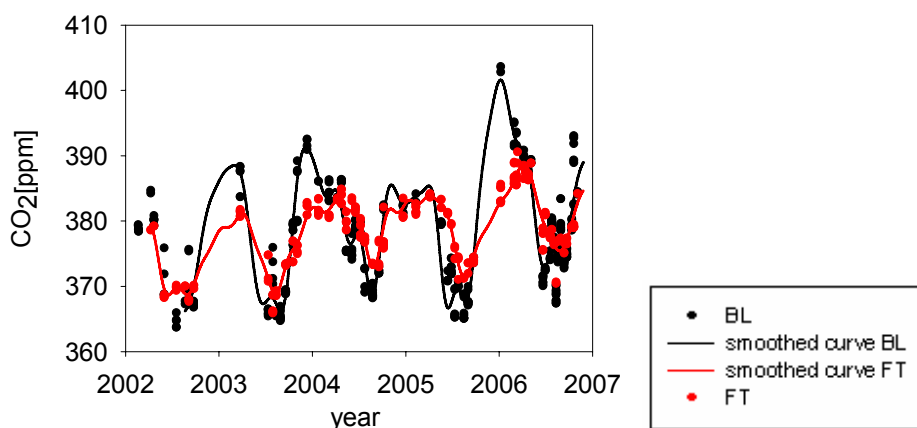 410
400
390
380
370
360
CO2[ppm]
2002 2003 2004 2005 2006 2007
year
BL
smoothed curve BL
smoothed curve FT
FT